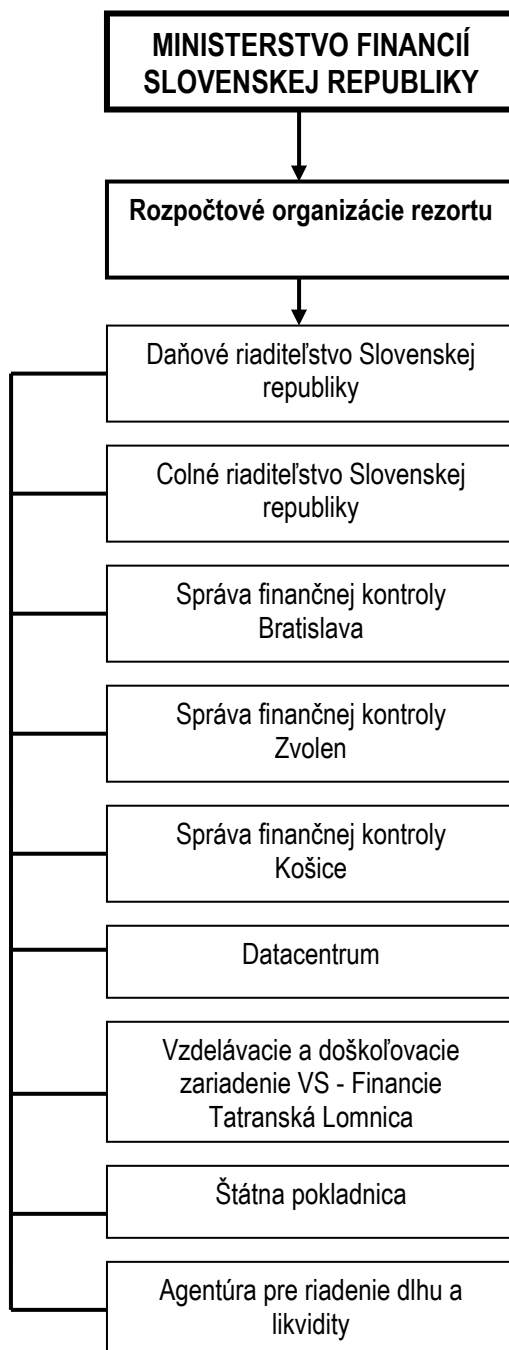 MINISTERSTVO FINANCIÍ
SLOVENSKEJ REPUBLIKY
Rozpočtové organizácie rezortu
Daňové riaditeľstvo Slovenskej
republiky
Colné riaditeľstvo Slovenskej
republiky
Správa finančnej kontroly
Bratislava
Správa finančnej kontroly
Zvolen
Správa finančnej kontroly
Košice
Datacentrum
Vzdelávacie a doškoľovacie
zariadenie VS - Financie
Tatranská Lomnica
Štátna pokladnica
Agentúra pre riadenie dlhu a
likvidity